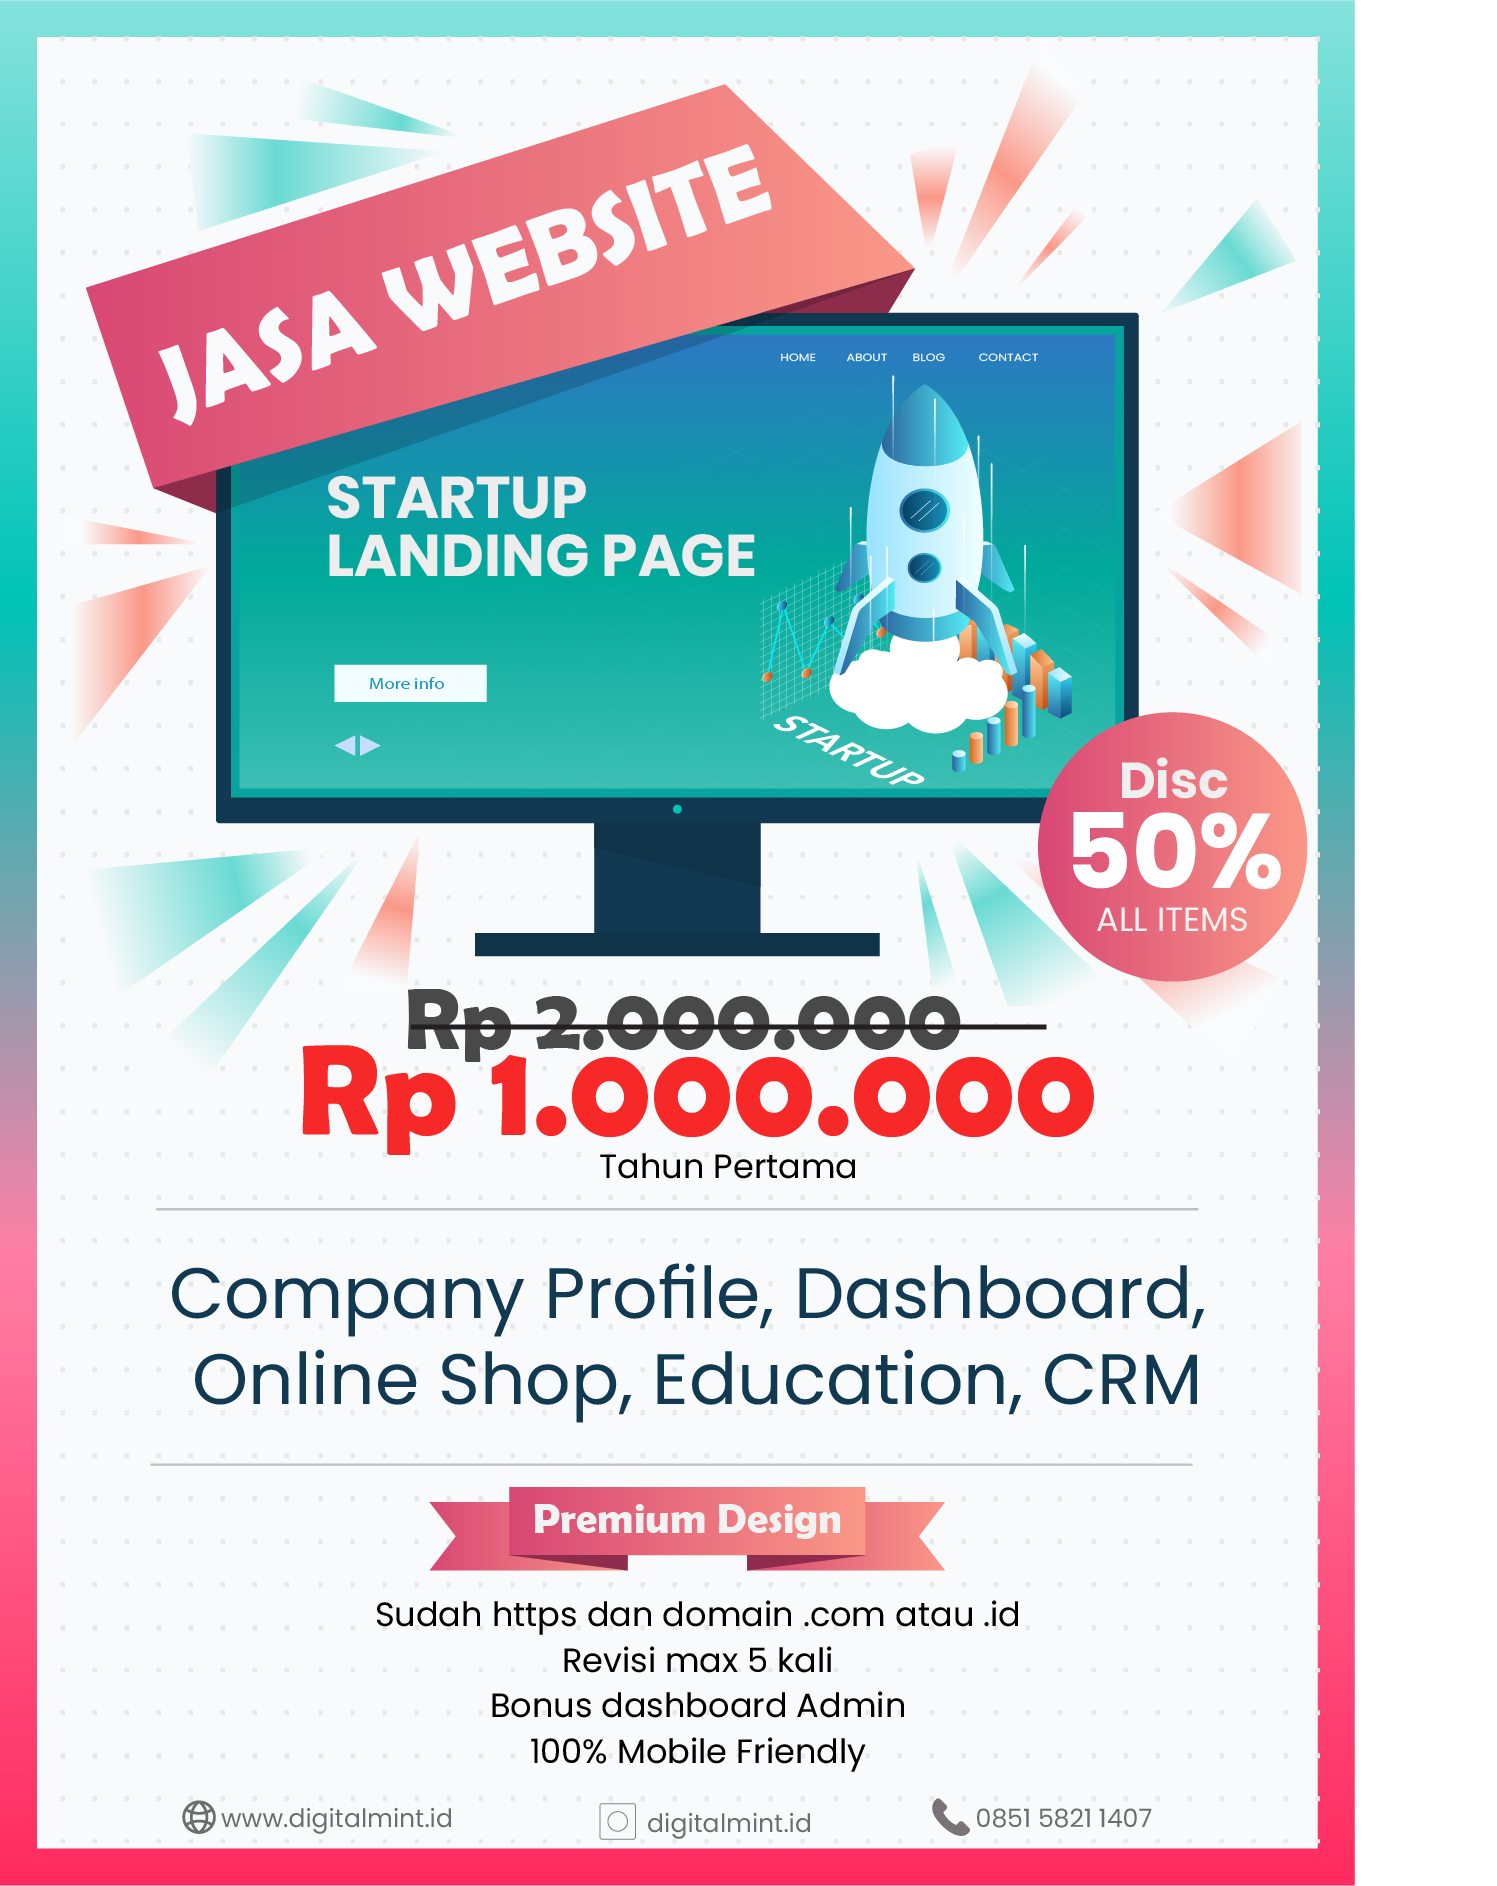 JASA WEBSITE
HOME ABOUT BLOG CONTACT
STARTUP
LANDING PAGE
More info
STARTUP
Disc
50%
ALL ITEMS
Rp 2.000.000
Rp 1.000.000
Tahun Pertama
Company Profile, Dashboard,
Online Shop, Education, CRM
Premium Design
Sudah https dan domain .com atau .id
Revisi max 5 kali
Bonus dashboard Admin
100% Mobile Friendly
www.digitalmint.id digitalmint.id 0851 5821 1407